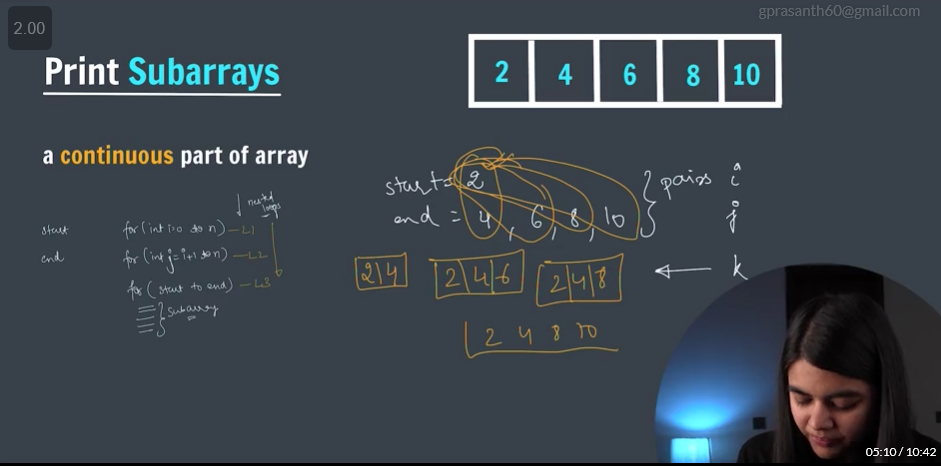 2.00
gprasanth60@gmail.com
Print Subarrays
2 4 6 8 10
a continuous part of array
nested
loops
start for(int i=0 to n) — L1
end for(int j=i+1 to n) — L2
for( start to end) — L3
subarray
start = 2
end = 4, 6, 8, 10
pairs i
j
2 4
2 4 6
2 4 8
k
2 4 8 10
05:10 / 10:42